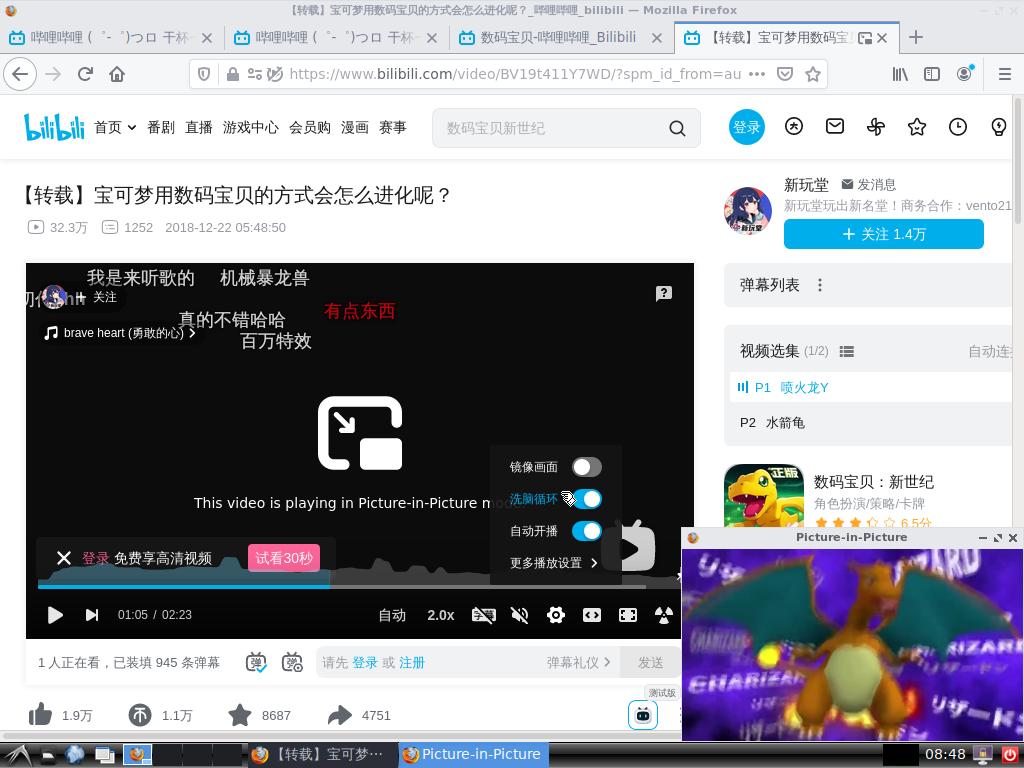 【转载】宝可梦用数码宝贝的方式会怎么进化呢？_哔哩哔哩_bilibili — Mozilla Firefox
哔哩哔哩 (゜-゜)つロ 干杯~
哔哩哔哩 (゜-゜)つロ 干杯~
数码宝贝-哔哩哔哩_Bilibili
【转载】宝可梦用数码宝
https://www.bilibili.com/video/BV19t411Y7WD/?spm_id_from=au
bilibili
首页
番剧
直播
游戏中心
会员购
漫画
赛事
数码宝贝新世纪
登录
【转载】宝可梦用数码宝贝的方式会怎么进化呢？
32.3万
1252
2018-12-22 05:48:50
新玩堂
发消息
新玩堂玩出新名堂！商务合作：vento21
+ 关注 1.4万
我是来听歌的
机械暴龙兽
+ 关注
有点东西
真的不错哈哈
brave heart (勇敢的心)
百万特效
This video is playing in Picture-in-Picture mode.
镜像画面
洗脑循环
自动开播
更多播放设置
登录 免费享高清视频
试看30秒
01:05 / 02:23
自动
2.0x
字幕
弹幕列表
视频选集 (1/2)
自动连
P1 喷火龙Y
P2 水箭龟
数码宝贝：新世纪
角色扮演/策略/卡牌
6.5分
Picture-in-Picture
CHARIZARD
CHARIZARD
リザード
1 人正在看，已装填 945 条弹幕
弹
弹
请先 登录 或 注册
弹幕礼仪
发送
1.9万
1.1万
8687
4751
测试版
【转载】宝可梦…
Picture-in-Picture
08:48